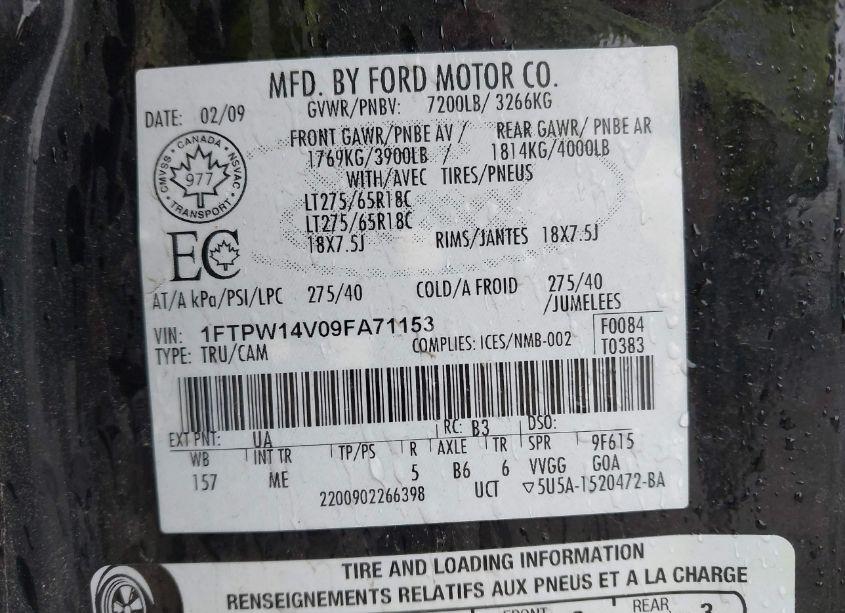 MFD. BY FORD MOTOR CO.
DATE: 02/09 GVWR/PNBV: 7200LB/ 3266KG
FRONT GAWR/PNBE AV / REAR GAWR/ PNBE AR
1769KG/3900LB / 1814KG/4000LB
WITH/AVEC TIRES/PNEUS
CANADA
CMVSS NSVAC
977
TRANSPORT
LT275/65R18C
LT275/65R18C
18X7.5J RIMS/JANTES 18X7.5J
EC
AT/A kPa/PSI/LPC 275/40 COLD/A FROID 275/40
/JUMELEES
VIN: 1FTPW14V09FA71153 F0084
TYPE: TRU/CAM COMPLIES: ICES/NMB-002 T0383
EXT PNT: UA RC: B3 DSO:
WB INT TR TP/PS R AXLE TR SPR 9F615
157 ME 5 B6 6 VVGG G0A
2200902266398 UCT ▽5U5A-1520472-BA
TIRE AND LOADING INFORMATION
RENSEIGNEMENTS RELATIFS AUX PNEUS ET A LA CHARGE
FRONT REAR 3